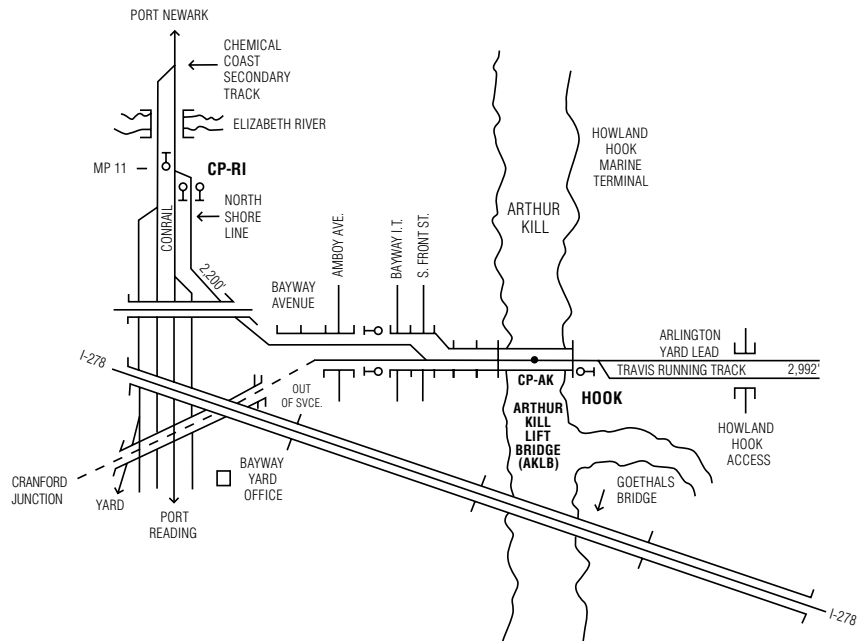 PORT NEWARK
CHEMICAL
COAST
SECONDARY
TRACK
ELIZABETH RIVER
MP 11
CP-RI
NORTH
SHORE
LINE
CONRAIL
2,200'
BAYWAY
AVENUE
AMBOY AVE.
BAYWAY I.T.
S. FRONT ST.
ARTHUR
KILL
HOWLAND
HOOK
MARINE
TERMINAL
ARLINGTON
YARD LEAD
TRAVIS RUNNING TRACK 2,992'
I-278
OUT
OF SVCE.
CP-AK
HOOK
ARTHUR
KILL
LIFT
BRIDGE
(AKLB)
HOWLAND
HOOK
ACCESS
CRANFORD
JUNCTION
YARD
BAYWAY
YARD
OFFICE
PORT
READING
GOETHALS
BRIDGE
I-278